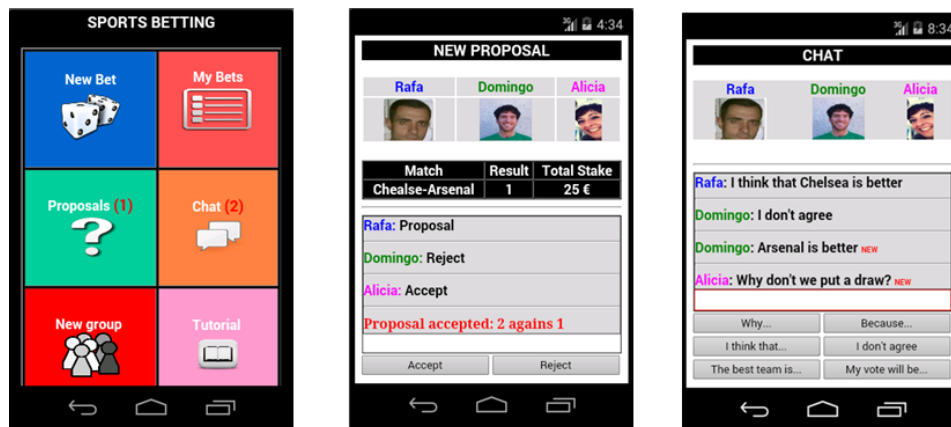 SPORTS BETTING
New Bet
My Bets
Proposals (1)
Chat (2)
New group
Tutorial
3G 4:34
NEW PROPOSAL
Rafa Domingo Alicia
Match Result Total Stake
Chealse-Arsenal 1 25 €
Rafa: Proposal
Domingo: Reject
Alicia: Accept
Proposal accepted: 2 agains 1
Accept Reject
3G 8:34
CHAT
Rafa Domingo Alicia
Rafa: I think that Chelsea is better
Domingo: I don't agree
Domingo: Arsenal is better NEW
Alicia: Why don't we put a draw? NEW
Why... Because...
I think that... I don't agree
The best team is... My vote will be...